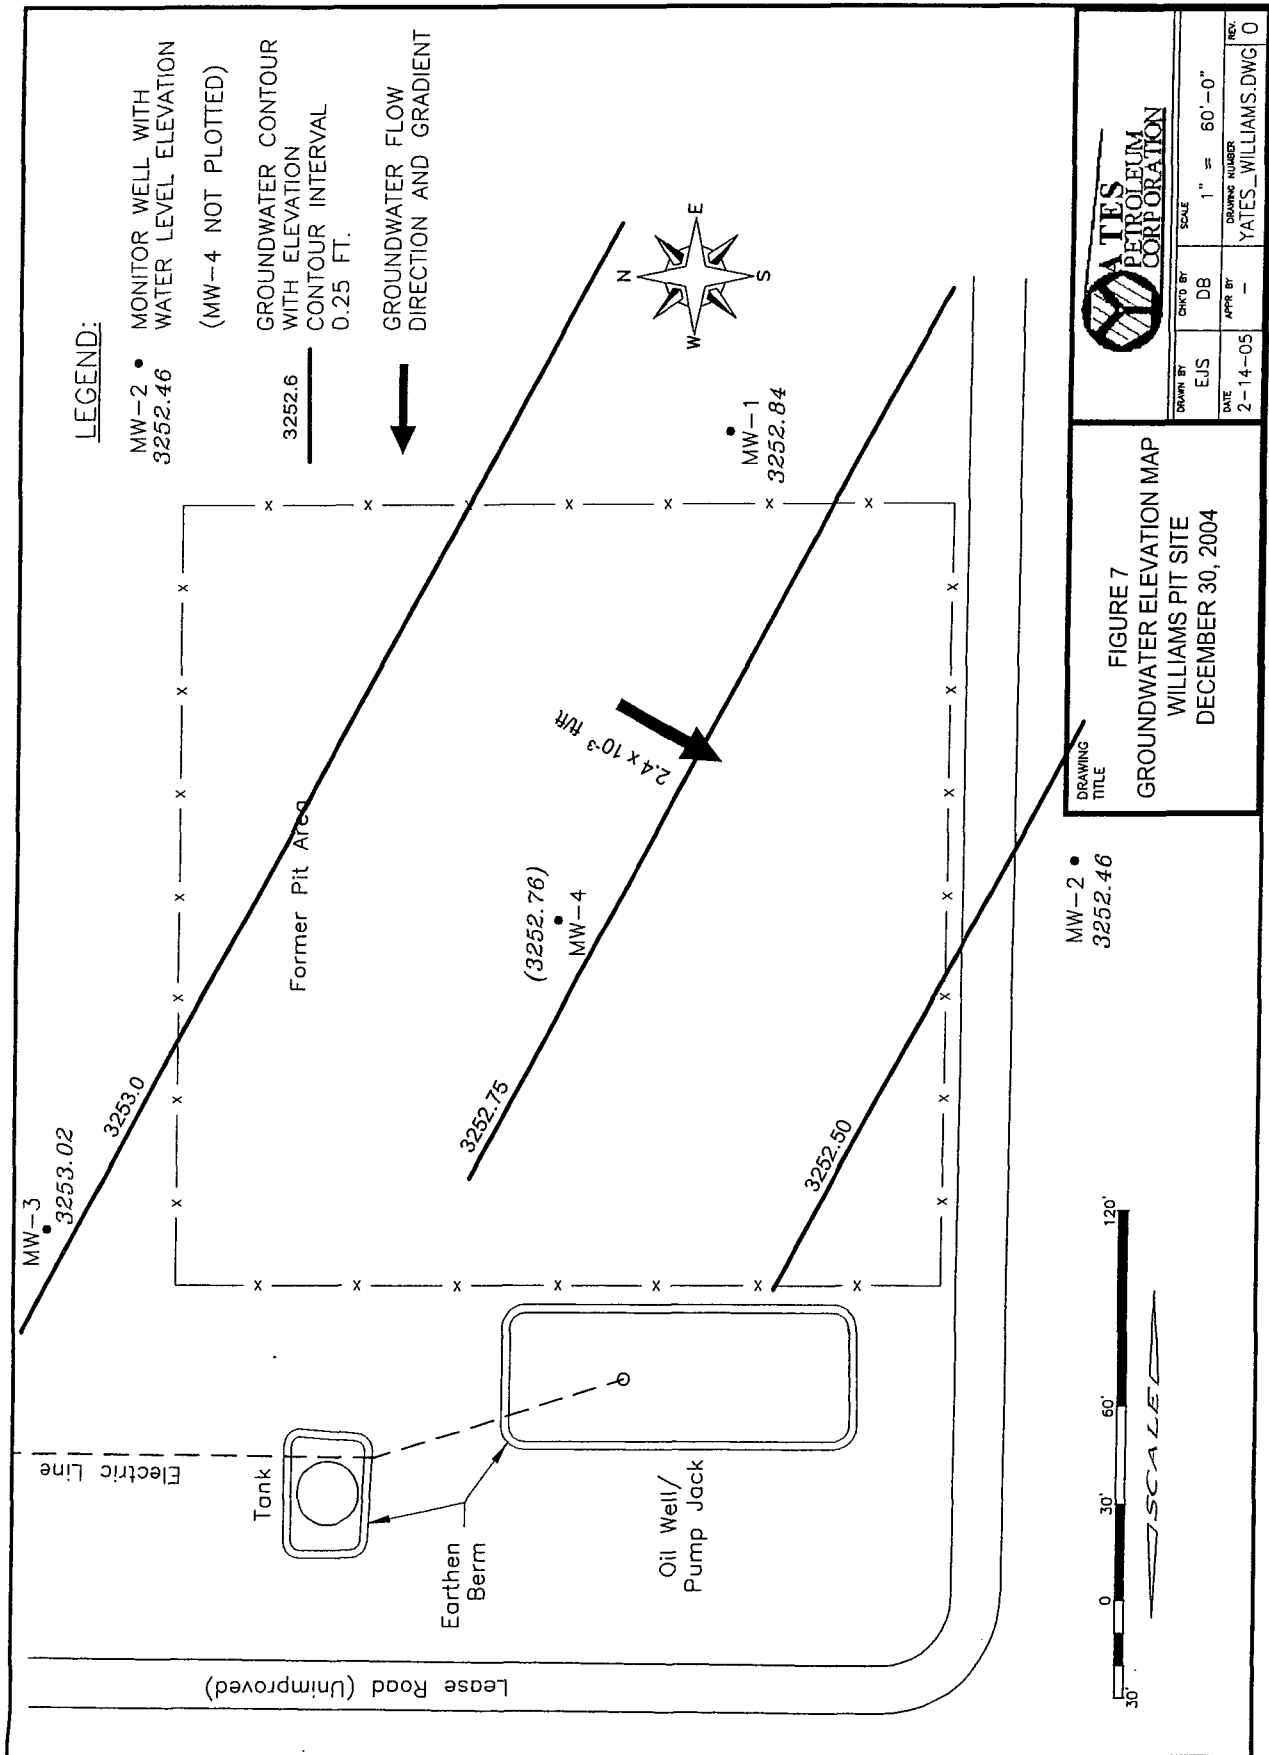 LEGEND:
MW-2
3252.46
MONITOR WELL WITH
WATER LEVEL ELEVATION
(MW-4 NOT PLOTTED)
3252.6
GROUNDWATER CONTOUR
WITH ELEVATION
CONTOUR INTERVAL
0.25 FT.
GROUNDWATER FLOW
DIRECTION AND GRADIENT
N
E
S
W
MW-3
3253.02
3253.0
Former Pit Area
(3252.76)
MW-4
2.4 x 10-3 ft/ft
MW-1
3252.84
3252.75
3252.50
MW-2
3252.46
Electric Line
Tank
Earthen
Berm
Oil Well/
Pump Jack
Lease Road (Unimproved)
30' 0 30' 60' 120'
SCALE
DRAWING
TITLE
FIGURE 7
GROUNDWATER ELEVATION MAP
WILLIAMS PIT SITE
DECEMBER 30, 2004
YATES
PETROLEUM
CORPORATION
DRAWN BY
EJS
CHK'D BY
DB
SCALE
1" = 60'-0"
DATE
2-14-05
APPR BY
-
DRAWING NUMBER
YATES_WILLIAMS.DWG
REV.
0